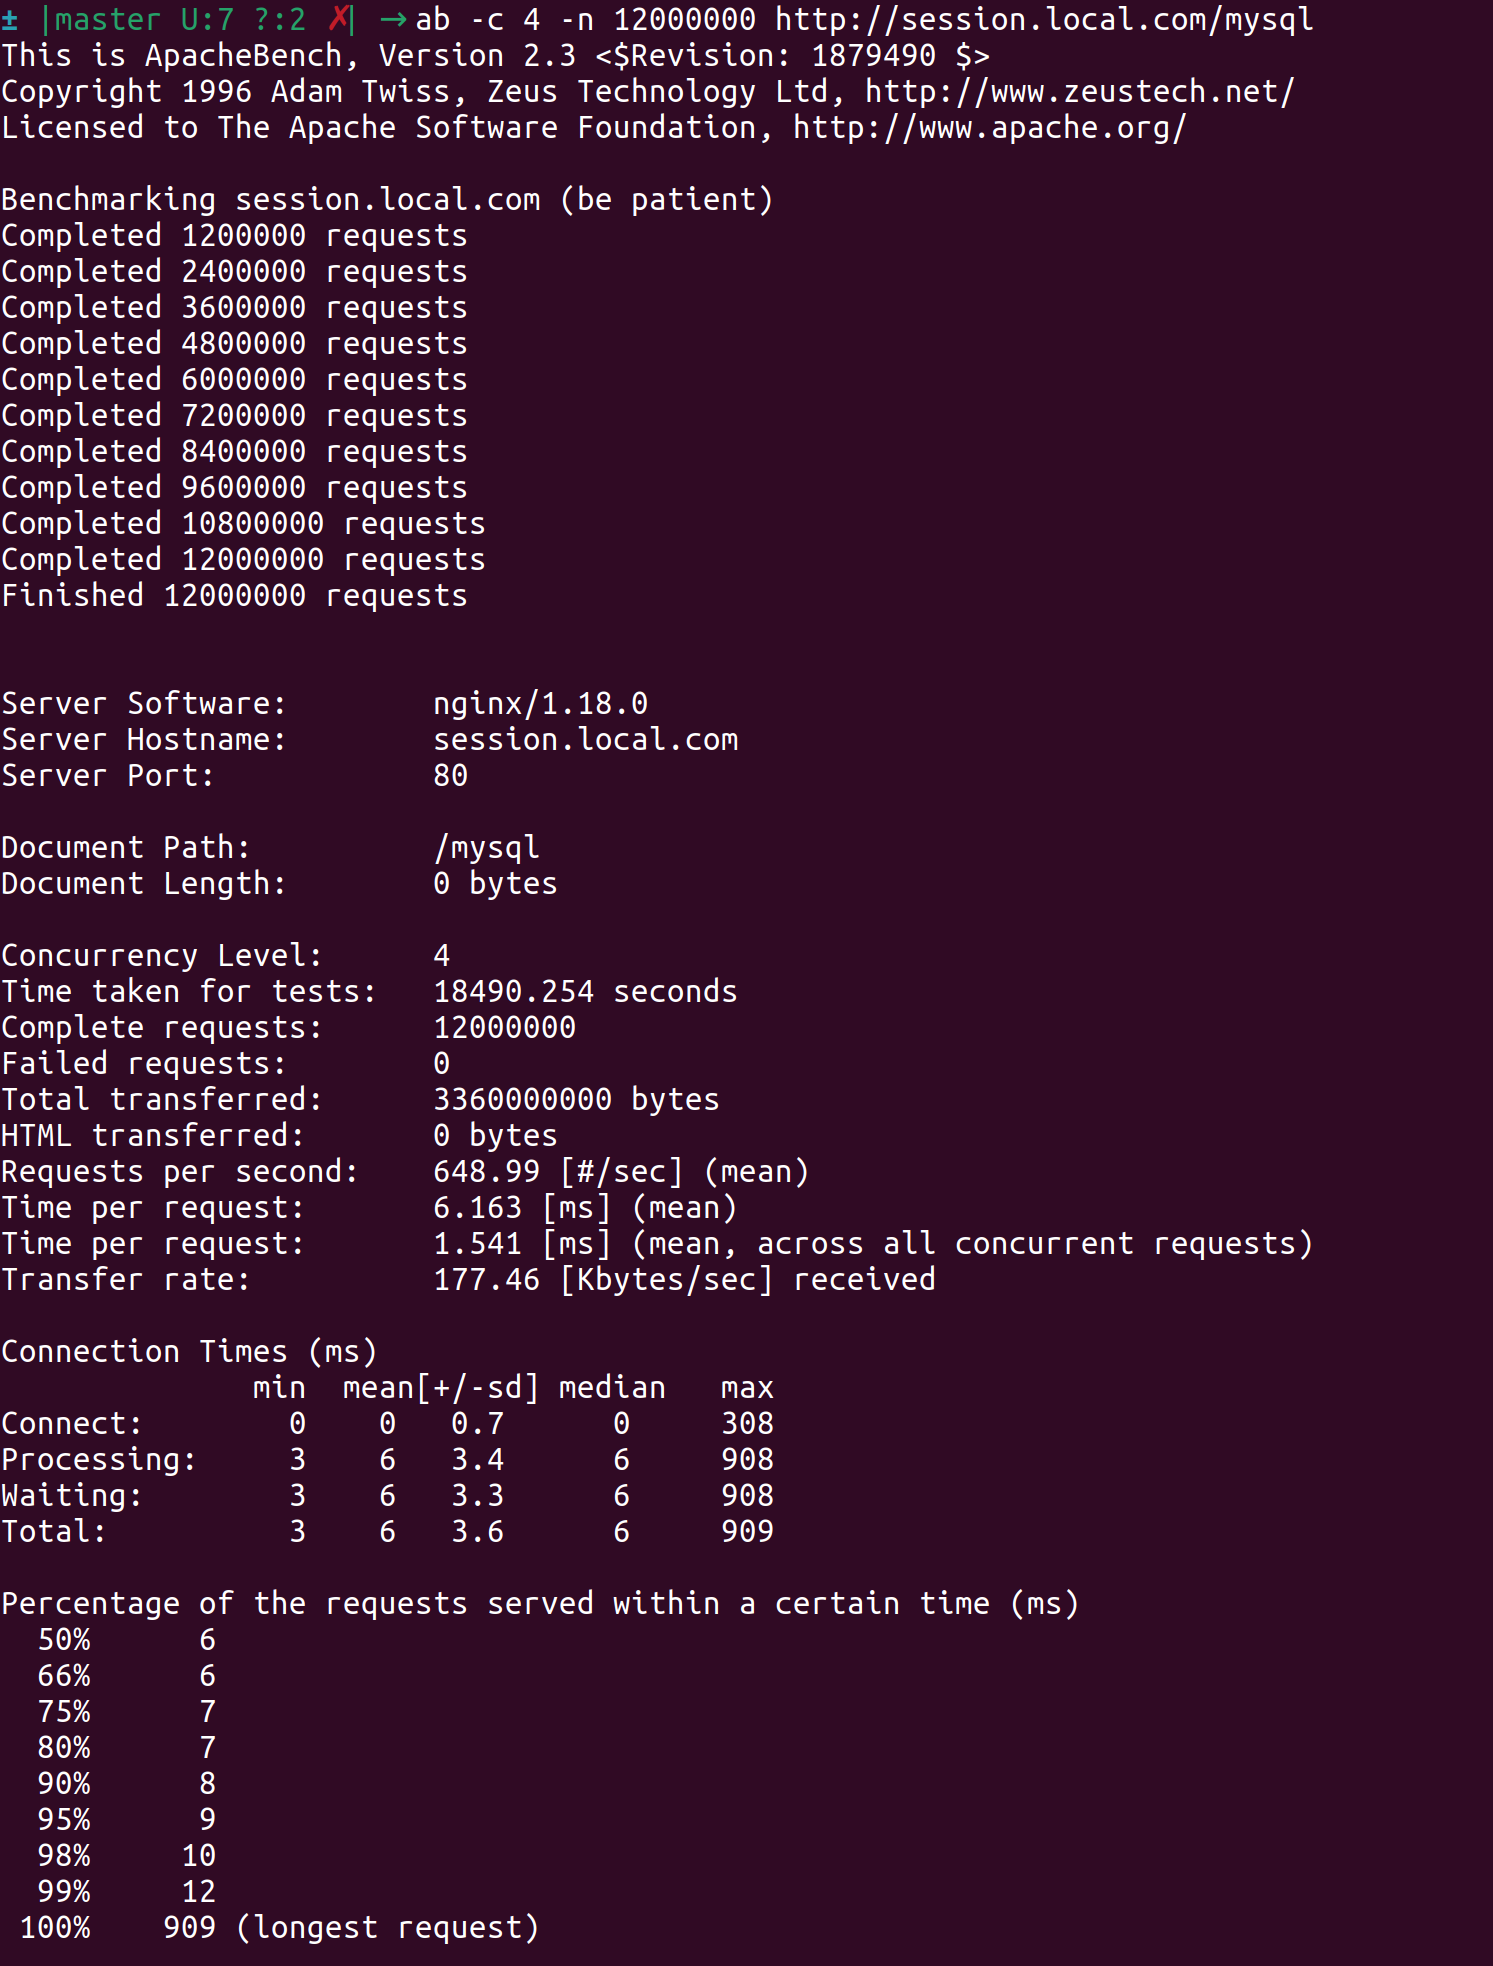 ± |master U:7 ?:2 ✗| → ab -c 4 -n 12000000 http://session.local.com/mysql
This is ApacheBench, Version 2.3 <$Revision: 1879490 $>
Copyright 1996 Adam Twiss, Zeus Technology Ltd, http://www.zeustech.net/
Licensed to The Apache Software Foundation, http://www.apache.org/

Benchmarking session.local.com (be patient)
Completed 1200000 requests
Completed 2400000 requests
Completed 3600000 requests
Completed 4800000 requests
Completed 6000000 requests
Completed 7200000 requests
Completed 8400000 requests
Completed 9600000 requests
Completed 10800000 requests
Completed 12000000 requests
Finished 12000000 requests


Server Software:        nginx/1.18.0
Server Hostname:        session.local.com
Server Port:            80

Document Path:          /mysql
Document Length:        0 bytes

Concurrency Level:      4
Time taken for tests:   18490.254 seconds
Complete requests:      12000000
Failed requests:        0
Total transferred:      3360000000 bytes
HTML transferred:       0 bytes
Requests per second:    648.99 [#/sec] (mean)
Time per request:       6.163 [ms] (mean)
Time per request:       1.541 [ms] (mean, across all concurrent requests)
Transfer rate:          177.46 [Kbytes/sec] received

Connection Times (ms)
              min  mean[+/-sd] median   max
Connect:        0    0   0.7      0     308
Processing:     3    6   3.4      6     908
Waiting:        3    6   3.3      6     908
Total:          3    6   3.6      6     909

Percentage of the requests served within a certain time (ms)
  50%      6
  66%      6
  75%      7
  80%      7
  90%      8
  95%      9
  98%     10
  99%     12
 100%    909 (longest request)